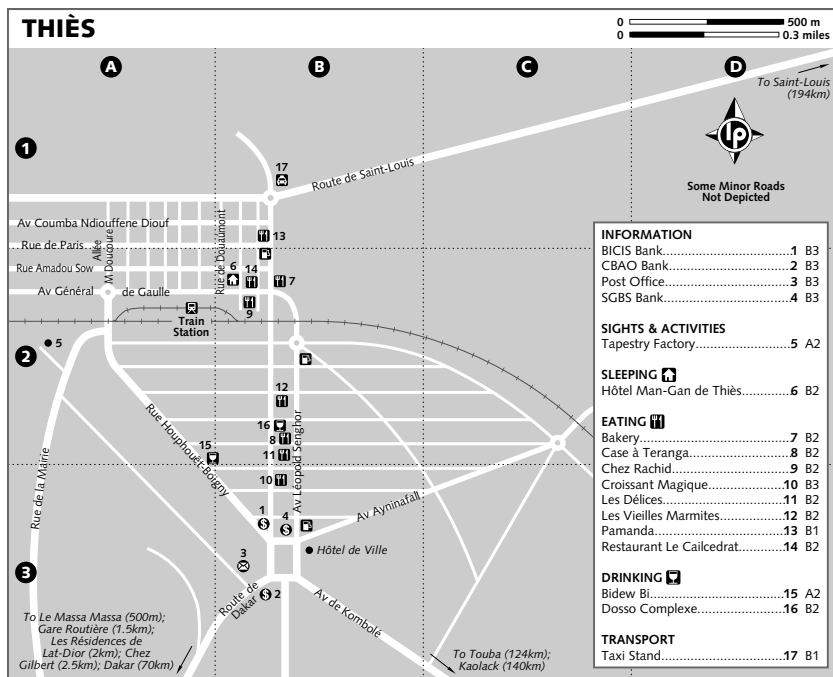 THIÈS
0 500 m
0 0.3 miles
A B C D
To Saint-Louis
(194km)
1
17
Route de Saint-Louis
lp
Some Minor Roads
Not Depicted
Av Coumba Ndiouffene Diouf
13
Rue de Paris
Allée
M Doucoure
Rue de Douaumont
Rue Amadou Sow
6 14
7
Av Général de Gaulle
9
Train
Station
2
5
12
16
8
11
15
10
Rue Houphouët-Boigny
Av Léopold Senghor
Rue de la Mairie
Av Ayninafall
1 4
Hôtel de Ville
3
3
Route de
Dakar
2
Av de Kombolé
To Le Massa Massa (500m);
Gare Routière (1.5km);
Les Résidences de
Lat-Dior (2km); Chez
Gilbert (2.5km); Dakar (70km)
To Touba (124km);
Kaolack (140km)
INFORMATION
BICIS Bank....................1 B3
CBAO Bank....................2 B3
Post Office....................3 B3
SGBS Bank....................4 B3
SIGHTS & ACTIVITIES
Tapestry Factory....................5 A2
SLEEPING
Hôtel Man-Gan de Thiès....................6 B2
EATING
Bakery....................7 B2
Case à Teranga....................8 B2
Chez Rachid....................9 B2
Croissant Magique....................10 B3
Les Délices....................11 B2
Les Vieilles Marmites....................12 B2
Pamanda....................13 B1
Restaurant Le Cailcedrat....................14 B2
DRINKING
Bidew Bi....................15 A2
Dosso Complexe....................16 B2
TRANSPORT
Taxi Stand....................17 B1